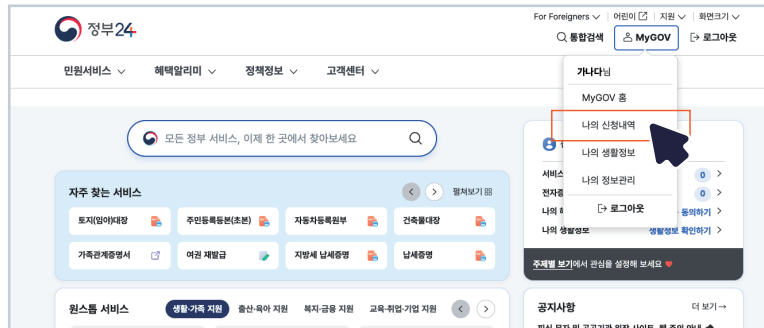 For Foreigners 어린이 지원 화면크기
정부24
통합검색 MyGOV 로그아웃
민원서비스 혜택알리미 정책정보 고객센터
가나다님
MyGOV 홈
나의 신청내역
나의 생활정보
나의 정보관리
로그아웃
모든 정부 서비스, 이제 한 곳에서 찾아보세요
자주 찾는 서비스 펼쳐보기
토지(임야)대장 주민등록등본(초본) 자동차등록원부 건축물대장
가족관계증명서 여권 재발급 지방세 납세증명 납세증명
서비스 0
전자증 0
나의 동의하기
나의 생활정보 생활정보 확인하기
주제별 보기에서 관심을 설정해 보세요
원스톱 서비스 생활·가족 지원 출산·육아 지원 복지·금융 지원 교육·취업·기업 지원
공지사항 더 보기